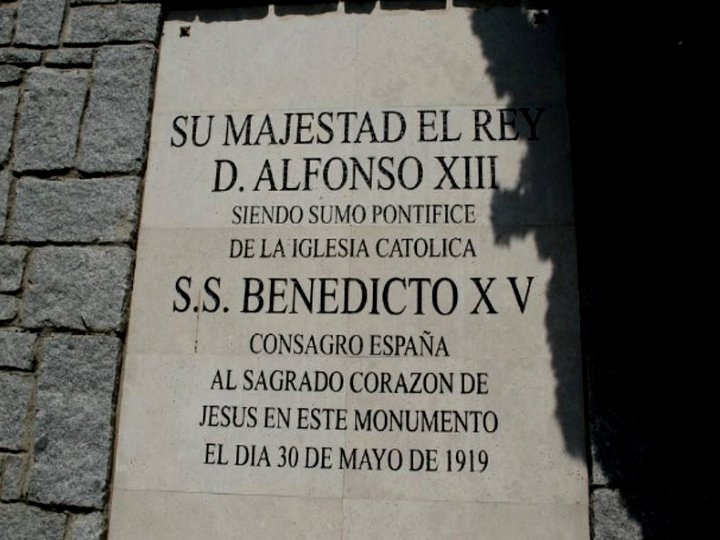 SU MAJESTAD EL REY
D. ALFONSO XIII
SIENDO SUMO PONTIFICE
DE LA IGLESIA CATOLICA
S.S. BENEDICTO X V
CONSAGRO ESPAÑA
AL SAGRADO CORAZON DE
JESUS EN ESTE MONUMENTO
EL DIA 30 DE MAYO DE 1919